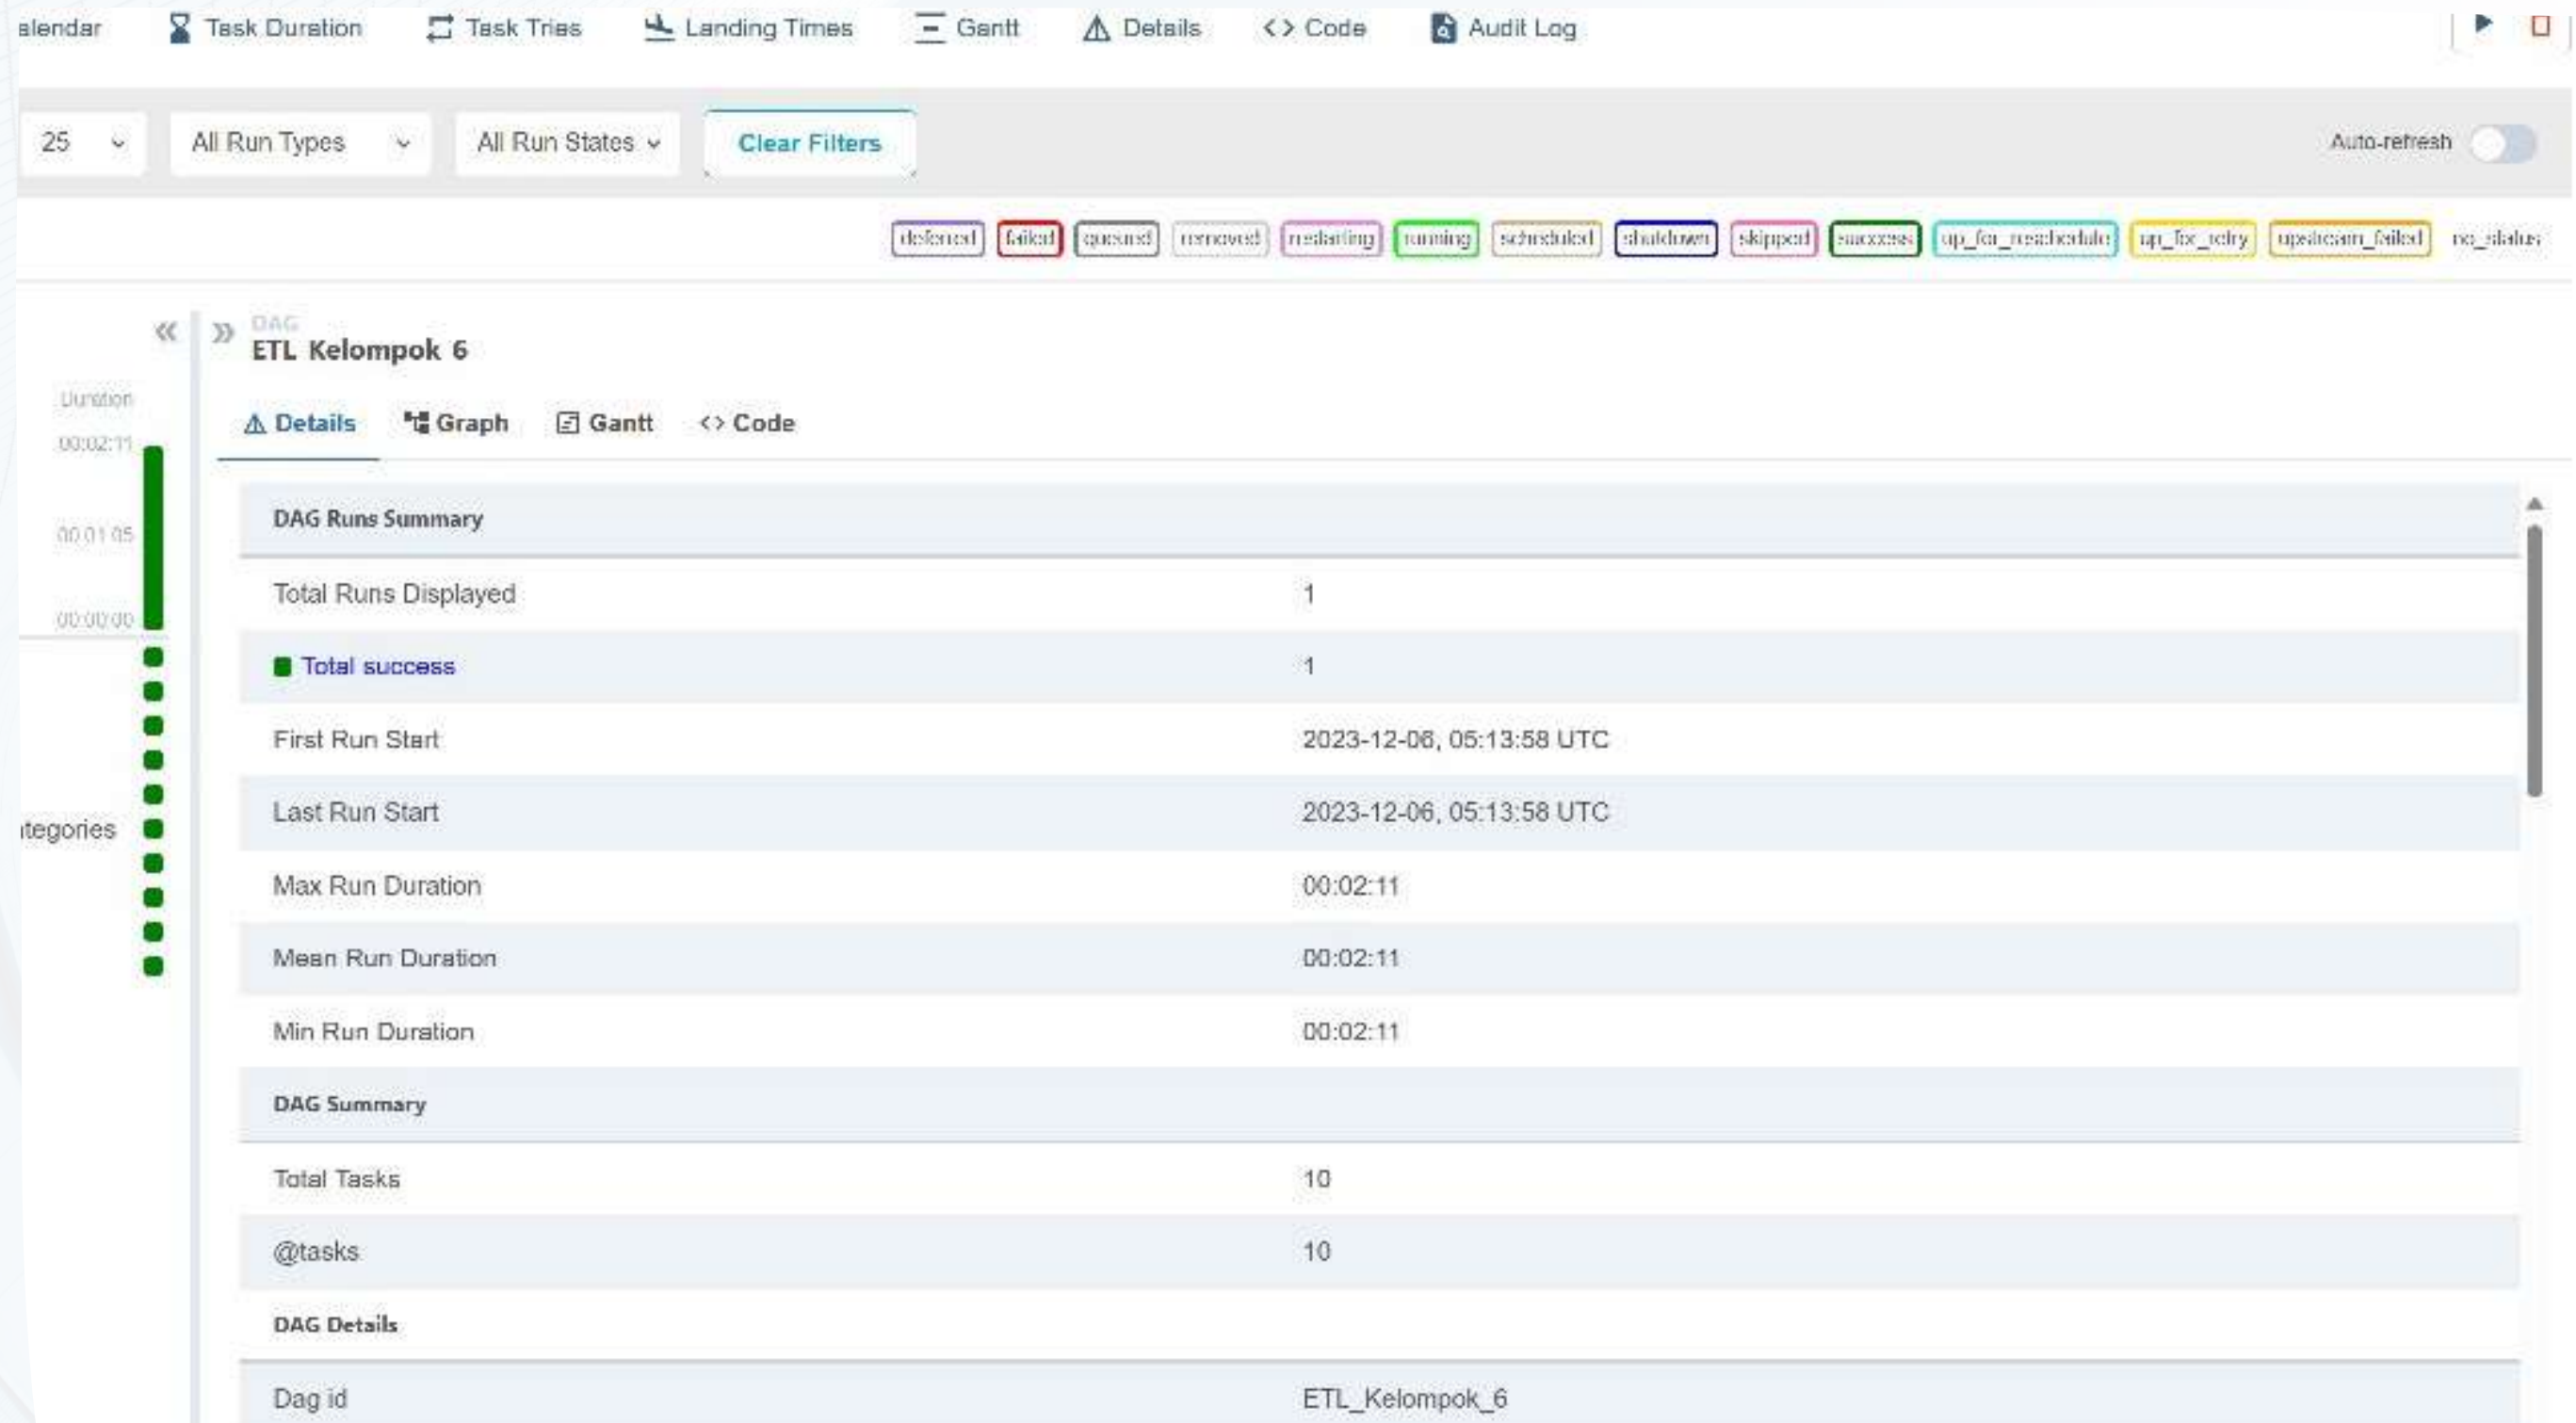 alendar Task Duration Task Tries Landing Times Gantt Details <> Code Audit Log
25 All Run Types All Run States Clear Filters Auto-refresh
deferred failed queued removed restarting running scheduled shutdown skipped success up_for_reschedule up_for_retry upstream_failed no_status
DAG
ETL_Kelompok_6
Duration
00:02:11
00:01:05
00:00:00
Details Graph Gantt <> Code
DAG Runs Summary
Total Runs Displayed 1
Total success 1
First Run Start 2023-12-06, 05:13:58 UTC
Last Run Start 2023-12-06, 05:13:58 UTC
tegories
Max Run Duration 00:02:11
Mean Run Duration 00:02:11
Min Run Duration 00:02:11
DAG Summary
Total Tasks 10
@tasks 10
DAG Details
Dag id ETL_Kelompok_6